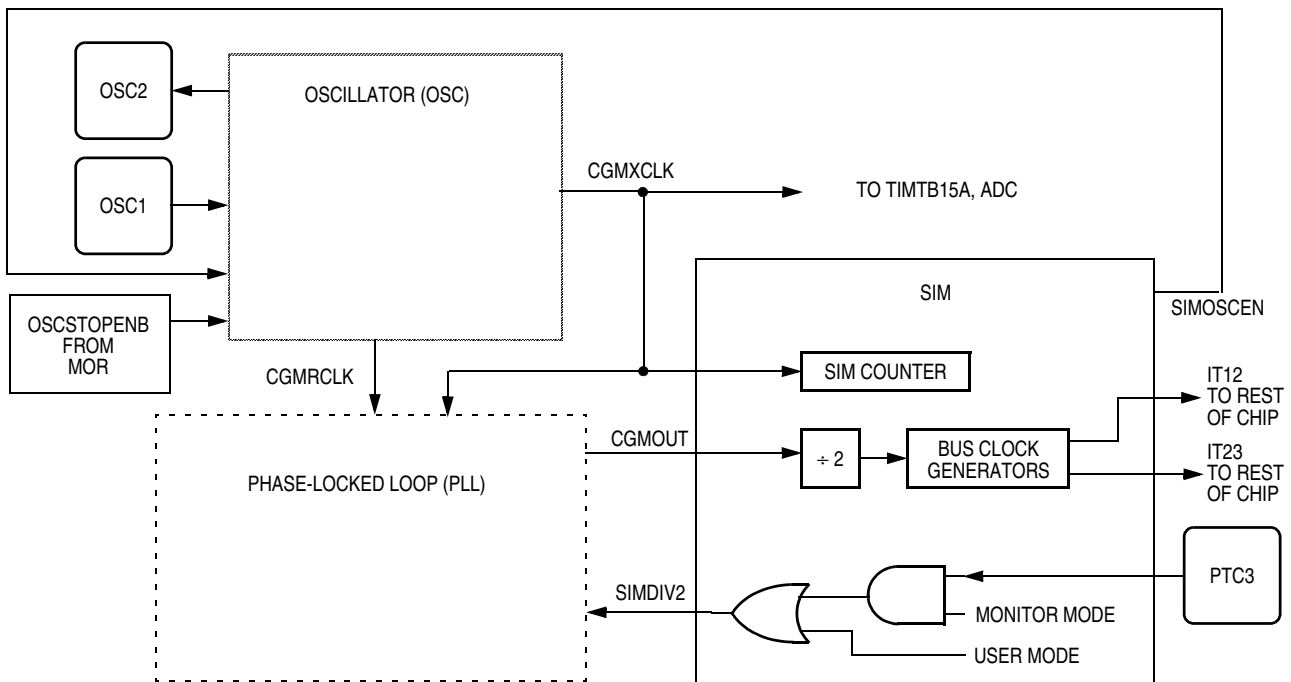 OSC2
OSCILLATOR (OSC)
CGMXCLK
TO TIMTB15A, ADC
OSC1
SIM
SIMOSCEN
OSCSTOPENB
FROM
MOR
CGMRCLK
SIM COUNTER
IT12
TO REST
OF CHIP
CGMOUT
÷ 2
BUS CLOCK
GENERATORS
IT23
TO REST
OF CHIP
PHASE-LOCKED LOOP (PLL)
SIMDIV2
PTC3
MONITOR MODE
USER MODE